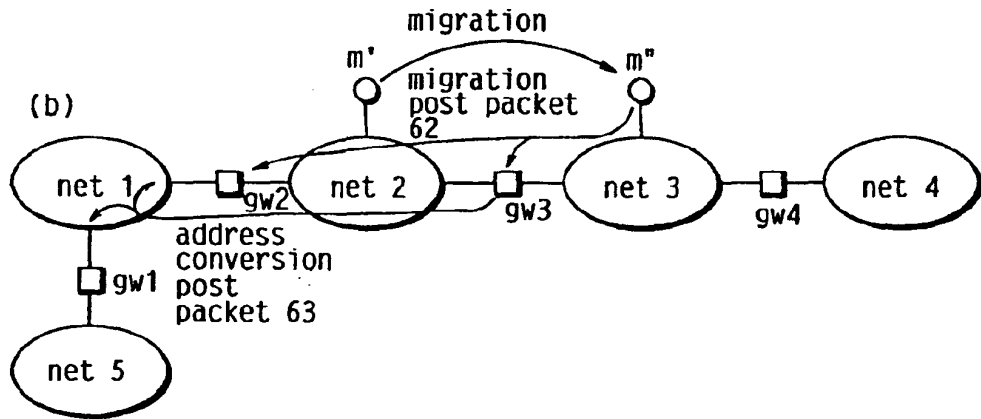 migration
m'
m"
migration
post packet
62
(b)
net 1
gw2
net 2
gw3
net 3
gw4
net 4
address
conversion
post
packet 63
gw1
net 5